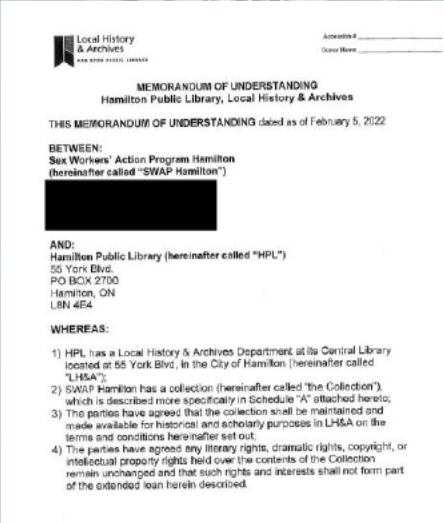 Local History
& Archives
HAMILTON PUBLIC LIBRARY
Accession #
Donor Name
MEMORANDUM OF UNDERSTANDING
Hamilton Public Library, Local History & Archives
THIS MEMORANDUM OF UNDERSTANDING dated as of February 5, 2022
BETWEEN:
Sex Workers' Action Program Hamilton
(hereinafter called "SWAP Hamilton")
AND:
Hamilton Public Library (hereinafter called "HPL")
55 York Blvd.
PO BOX 2700
Hamilton, ON
L8N 4E4
WHEREAS:
1) HPL has a Local History & Archives Department at its Central Library
located at 55 York Blvd, in the City of Hamilton (hereinafter called
"LH&A");
2) SWAP Hamilton has a collection (hereinafter called "the Collection"),
which is described more specifically in Schedule "A" attached hereto;
3) The parties have agreed that the collection shall be maintained and
made available for historical and scholarly purposes in LH&A on the
terms and conditions hereinafter set out;
4) The parties have agreed any literary rights, dramatic rights, copyright, or
intellectual property rights held over the contents of the Collection
remain unchanged and that such rights and interests shall not form part
of the extended loan herein described.